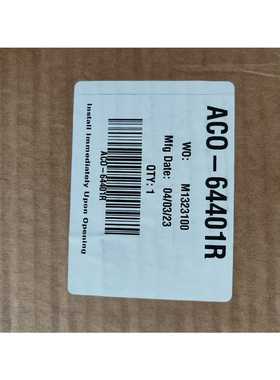 ACO-64401R
WO: M1323100
Mfg Date: 04/03/23
QTY: 1
ACO-64401R
Install Immediately Upon Opening